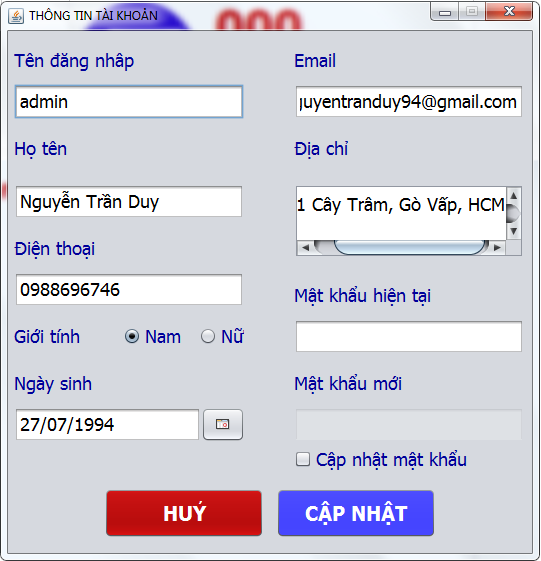 THÔNG TIN TÀI KHOẢN
Tên đăng nhâp
admin
Họ tên
Nguyễn Trần Duy
Điện thoại
0988696746
Giới tính
Nam
Nữ
Ngày sinh
27/07/1994
Email
guyentranduy94@gmail.com
Địa chỉ
1 Cây Trâm, Gò Vấp, HCM
Mật khẩu hiện tại
Mật khẩu mới
Cập nhật mật khẩu
HUỶ
CẬP NHẬT